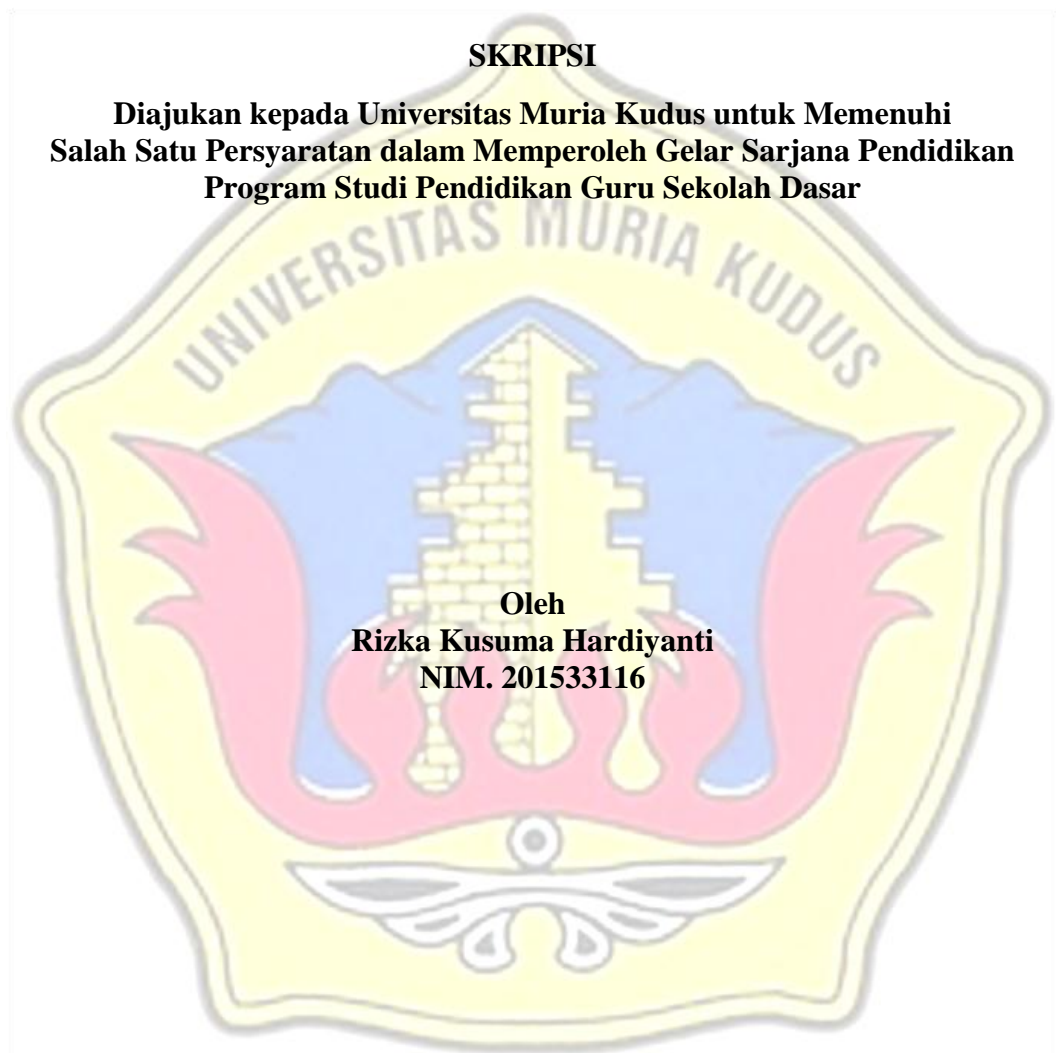 SKRIPSI
Diajukan kepada Universitas Muria Kudus untuk Memenuhi
Salah Satu Persyaratan dalam Memperoleh Gelar Sarjana Pendidikan
Program Studi Pendidikan Guru Sekolah Dasar
UNIVERSITAS MURIA KUDUS
Oleh
Rizka Kusuma Hardiyanti
NIM. 201533116